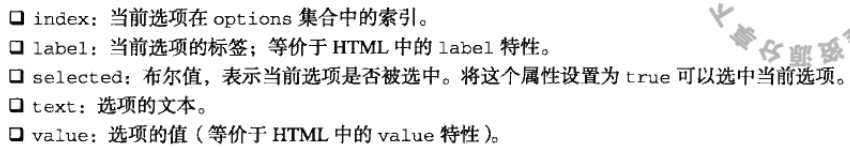 ❑ index：当前选项在 options 集合中的索引。
❑ label：当前选项的标签；等价于 HTML 中的 label 特性。
❑ selected：布尔值，表示当前选项是否被选中。将这个属性设置为 true 可以选中当前选项。
❑ text：选项的文本。
❑ value：选项的值（等价于 HTML 中的 value 特性）。